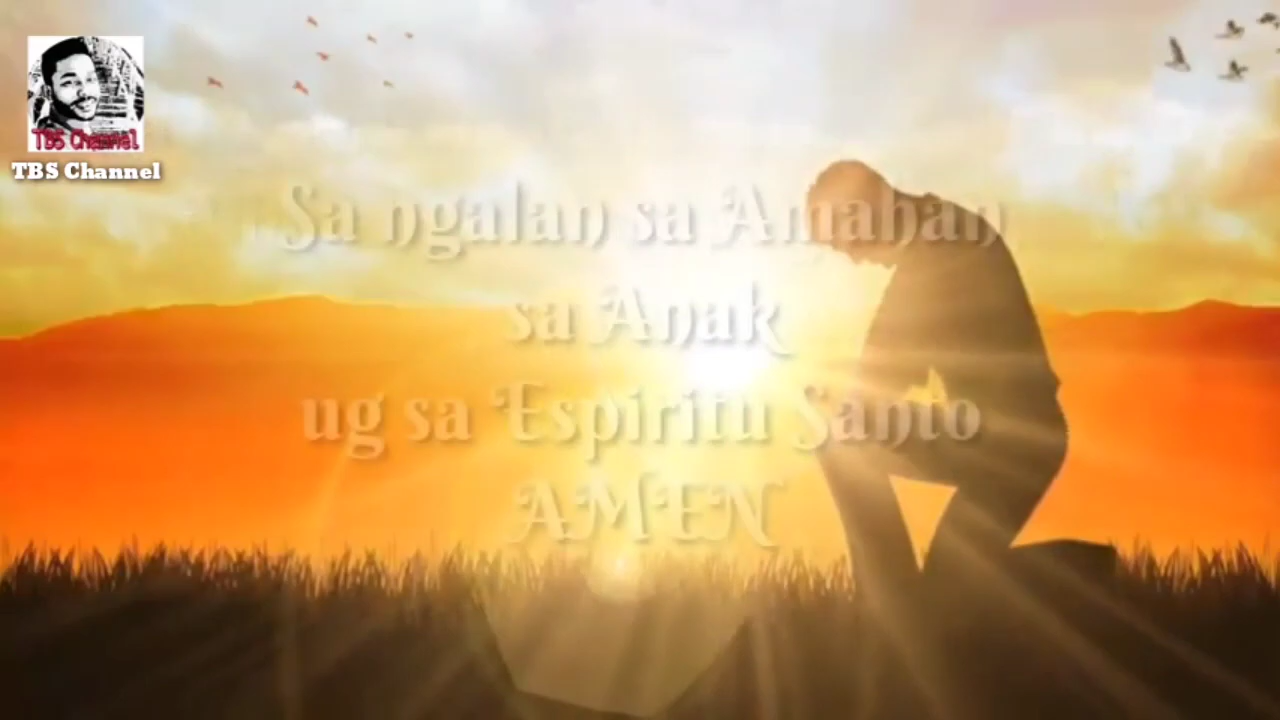 TBS Channel
TBS Channel
Sa ngalan sa Amahan
sa Anak
ug sa Espiritu Santo
AMEN